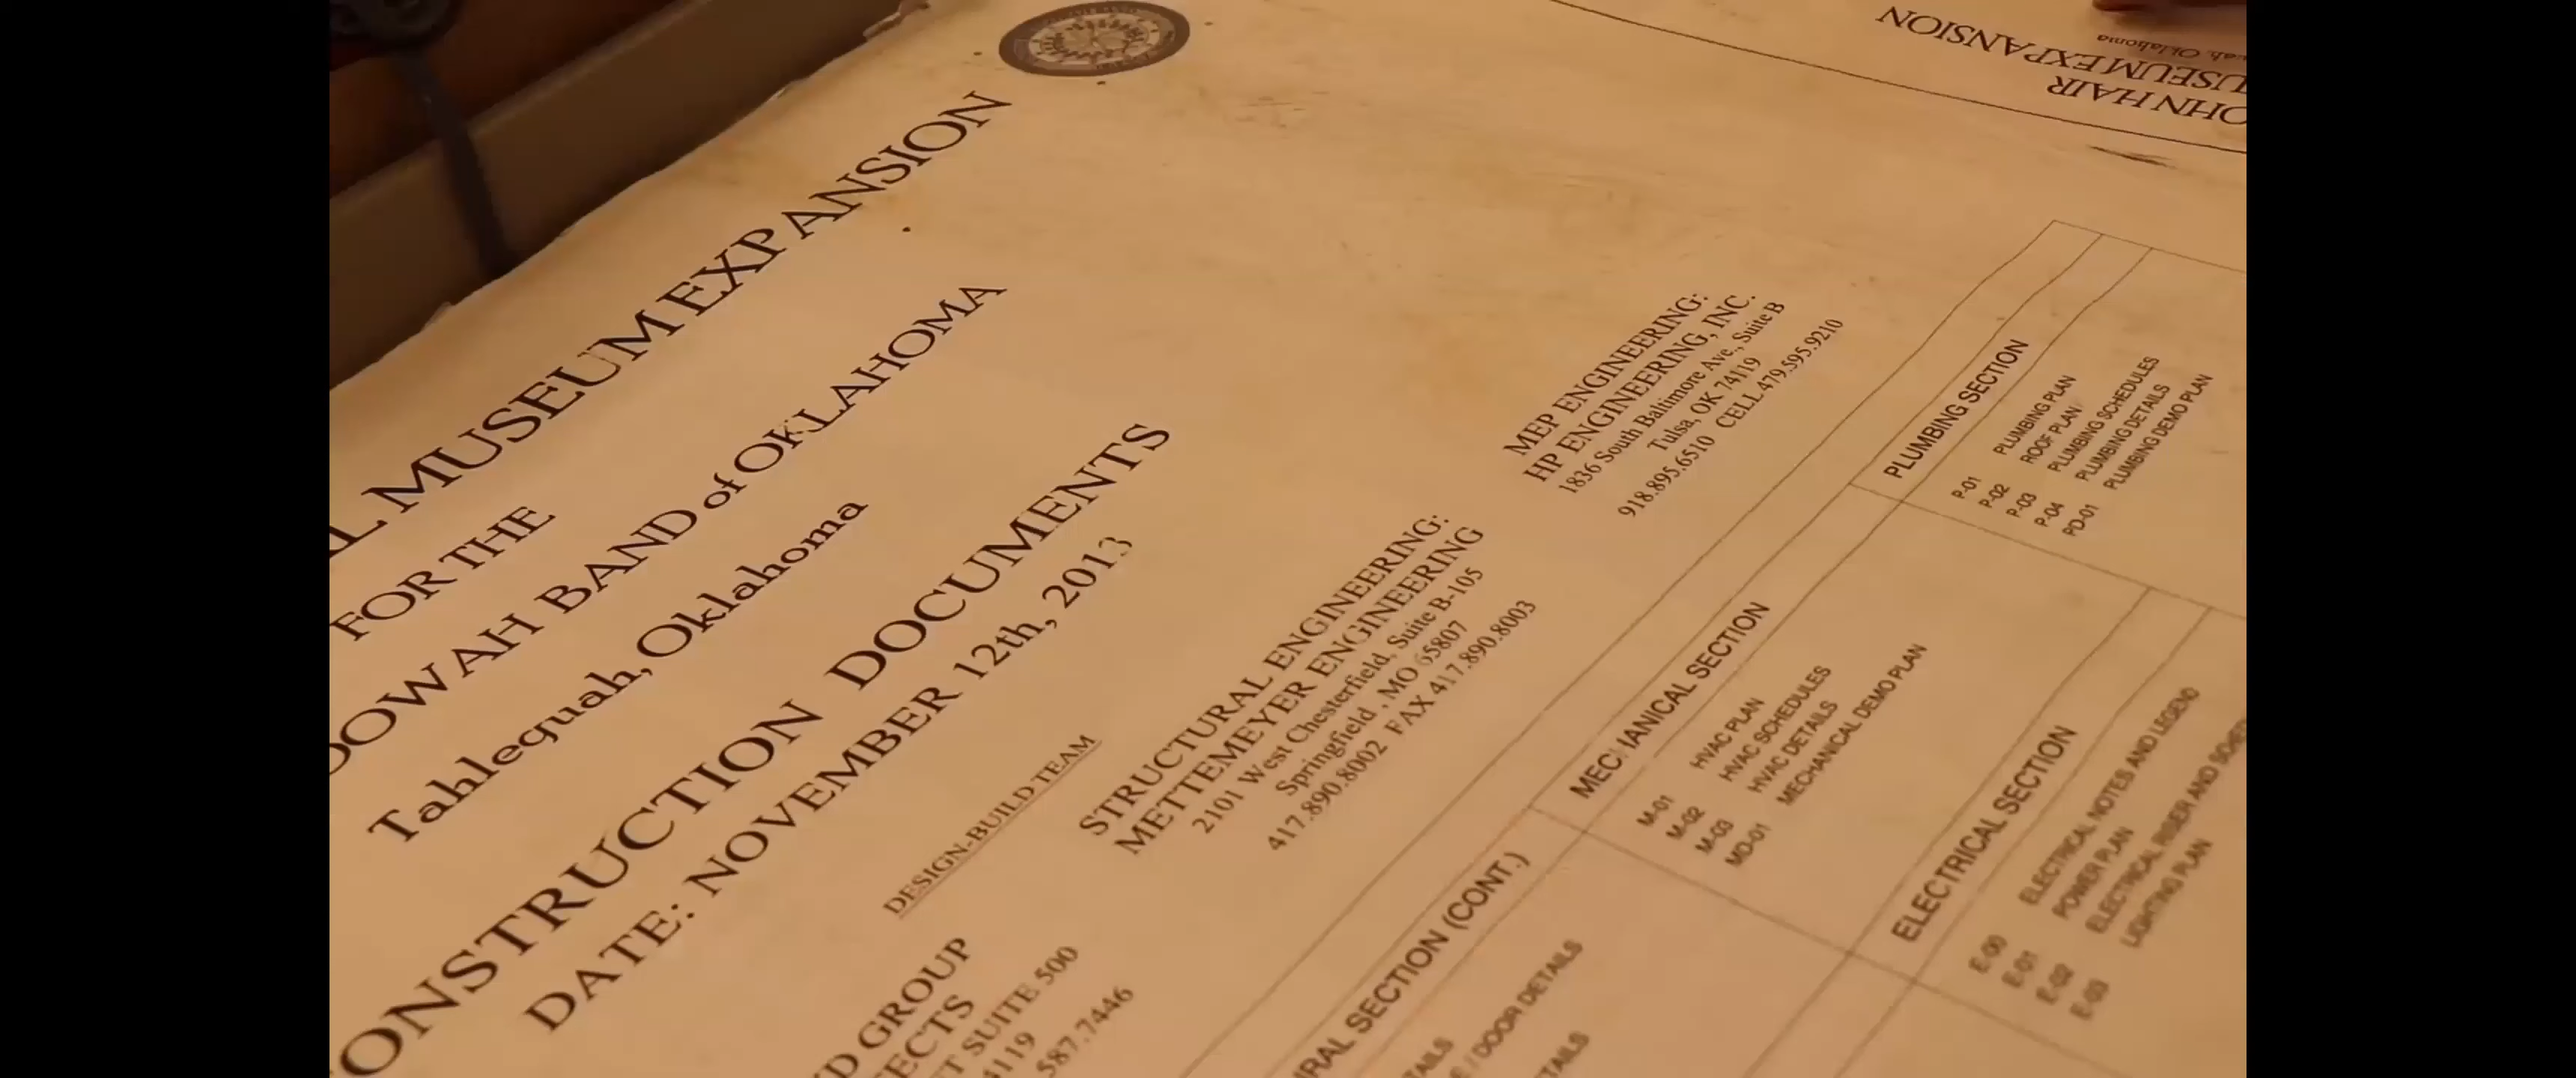 MUSEUM EXPANSION
FOR THE
BAND of OKLAHOMA
Tahlequah, Oklahoma
ONSTRUCTION DOCUMENTS
DATE: NOVEMBER 12th, 2013
DESIGN-BUILD TEAM
GROUP
ECTS
SUITE 500
4119
587.7446
STRUCTURAL ENGINEERING:
METTEMEYER ENGINEERING
2101 West Chesterfield, Suite B-105
Springfield , MO 65807
417.890.8002 FAX 417.890.8003
MEP ENGINEERING:
HP ENGINEERING, INC.
1836 South Baltimore Ave., Suite B
Tulsa, OK 74119
918.895.6510 CELL 479.595.9210
RAL SECTION (CONT.)
TAILS
/ DOOR DETAILS
ETAILS
MECHANICAL SECTION
M-01 HVAC PLAN
M-02 HVAC SCHEDULES
M-03 HVAC DETAILS
MD-01 MECHANICAL DEMO PLAN
PLUMBING SECTION
P-01 PLUMBING PLAN
P-02 ROOF PLAN
P-03 PLUMBING SCHEDULES
P-04 PLUMBING DETAILS
PD-01 PLUMBING DEMO PLAN
ELECTRICAL SECTION
E-00 ELECTRICAL NOTES AND LEGEND
E-01 POWER PLAN
E-02 ELECTRICAL RISER AND SCHED
E-03 LIGHTING PLAN
OHN HAIR
USEUM EXPANSION
ah, Oklahoma